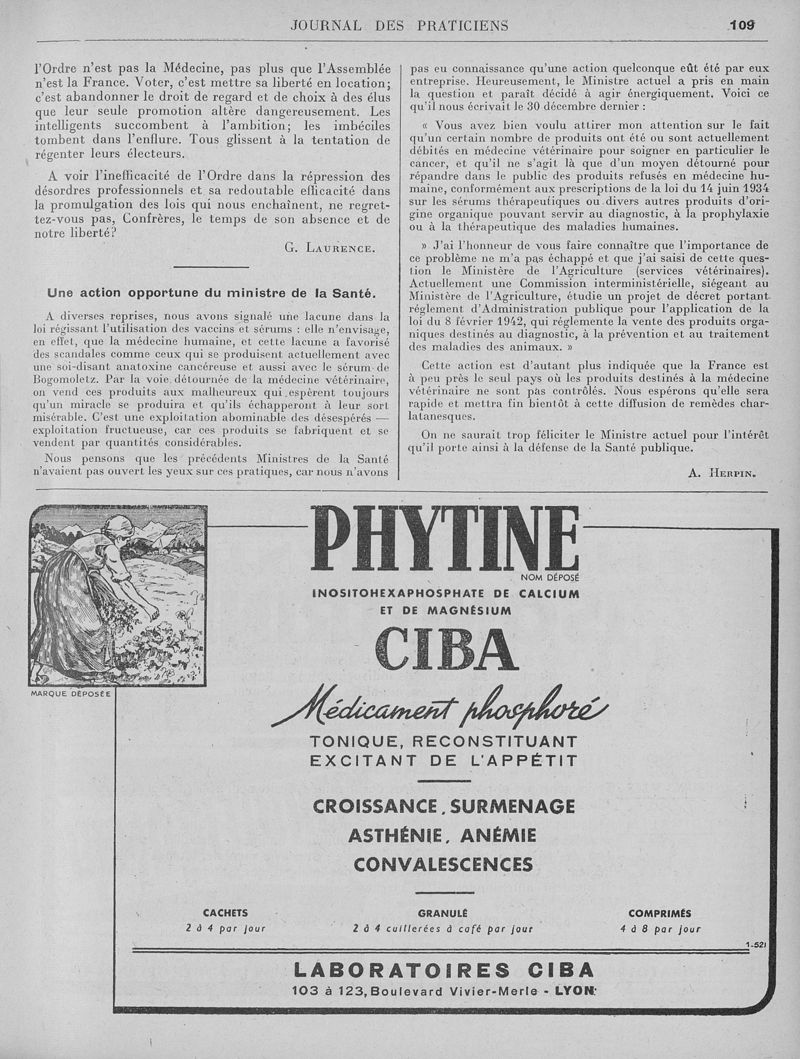 JOURNAL DES PRATICIENS
109
l'Ordre n'est pas la Médecine, pas plus que l'Assemblée
n'est la France. Voter, c'est mettre sa liberté en location;
c'est abandonner le droit de regard et de choix à des élus
que leur seule promotion altère dangereusement. Les
intelligents succombent à l'ambition; les imbéciles
tombent dans l'enflure. Tous glissent à la tentation de
régenter leurs électeurs.
A voir l'inefficacité de l'Ordre dans la répression des
désordres professionnels et sa redoutable efficacité dans
la promulgation des lois qui nous enchaînent, ne regret-
tez-vous pas, Confrères, le temps de son absence et de
notre liberté?
G. LAURENCE.
Une action opportune du ministre de la Santé.
A diverses reprises, nous avons signalé une lacune dans la
loi régissant l'utilisation des vaccins et sérums : elle n'envisage,
en effet, que la médecine humaine, et cette lacune a favorisé
des scandales comme ceux qui se produisent actuellement avec
une soi-disant anatoxine cancéreuse et aussi avec le sérum de
Bogomoletz. Par la voie détournée de la médecine vétérinaire,
on vend ces produits aux malheureux qui espèrent toujours
qu'un miracle se produira et qu'ils échapperont à leur sort
misérable. C'est une exploitation abominable des désespérés —
exploitation fructueuse, car ces produits se fabriquent et se
vendent par quantités considérables.
Nous pensons que les précédents Ministres de la Santé
n'avaient pas ouvert les yeux sur ces pratiques, car nous n'avons
pas eu connaissance qu'une action quelconque eût été par eux
entreprise. Heureusement, le Ministre actuel a pris en main
la question et paraît décidé à agir énergiquement. Voici ce
qu'il nous écrivait le 30 décembre dernier :
« Vous avez bien voulu attirer mon attention sur le fait
qu'un certain nombre de produits ont été ou sont actuellement
débités en médecine vétérinaire pour soigner en particulier le
cancer, et qu'il ne s'agit là que d'un moyen détourné pour
répandre dans le public des produits refusés en médecine hu-
maine, conformément aux prescriptions de la loi du 14 juin 1934
sur les sérums thérapeutiques ou divers autres produits d'ori-
gine organique pouvant servir au diagnostic, à la prophylaxie
ou à la thérapeutique des maladies humaines.
» J'ai l'honneur de vous faire connaître que l'importance de
ce problème ne m'a pas échappé et que j'ai saisi de cette ques-
tion le Ministère de l'Agriculture (services vétérinaires).
Actuellement une Commission interministérielle, siégeant au
Ministère de l'Agriculture, étudie un projet de décret portant
règlement d'Administration publique pour l'application de la
loi du 8 février 1942, qui réglemente la vente des produits orga-
niques destinés au diagnostic, à la prévention et au traitement
des maladies des animaux. »
Cette action est d'autant plus indiquée que la France est
à peu près le seul pays où les produits destinés à la médecine
vétérinaire ne sont pas contrôlés. Nous espérons qu'elle sera
rapide et mettra fin bientôt à cette diffusion de remèdes char-
latanesques.
On ne saurait trop féliciter le Ministre actuel pour l'intérêt
qu'il porte ainsi à la défense de la Santé publique.
A. HERPIN.
MARQUE DÉPOSÉE
PHYTINE
NOM DÉPOSÉ
INOSITOHEXAPHOSPHATE DE CALCIUM
ET DE MAGNÉSIUM
CIBA
Médicament phosphoré
TONIQUE, RECONSTITUANT
EXCITANT DE L'APPÉTIT
CROISSANCE, SURMENAGE
ASTHÉNIE, ANÉMIE
CONVALESCENCES
CACHETS
2 à 4 par jour
GRANULÉ
2 à 4 cuillerées à café par jour
COMPRIMÉS
4 à 8 par jour
1-521
LABORATOIRES CIBA
103 à 123, Boulevard Vivier-Merle - LYON